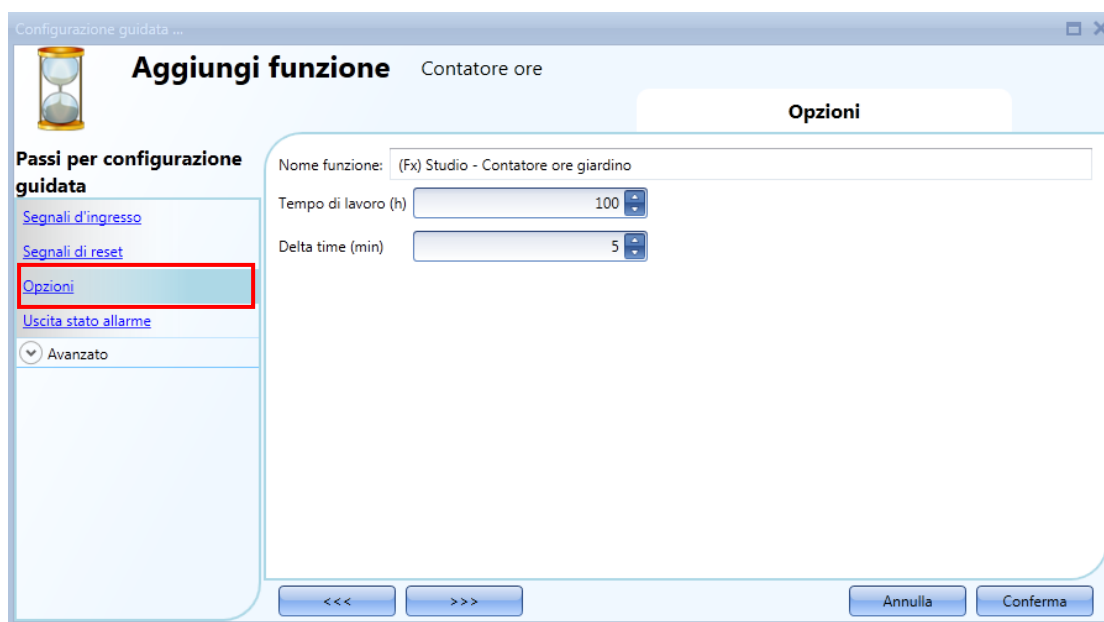 Configurazione guidata ...
Aggiungi funzione Contatore ore
Opzioni
Passi per configurazione
guidata
Segnali d'ingresso
Segnali di reset
Opzioni
Uscita stato allarme
Avanzato
Nome funzione: (Fx) Studio - Contatore ore giardino
Tempo di lavoro (h) 100
Delta time (min) 5
<<< >>> Annulla Conferma